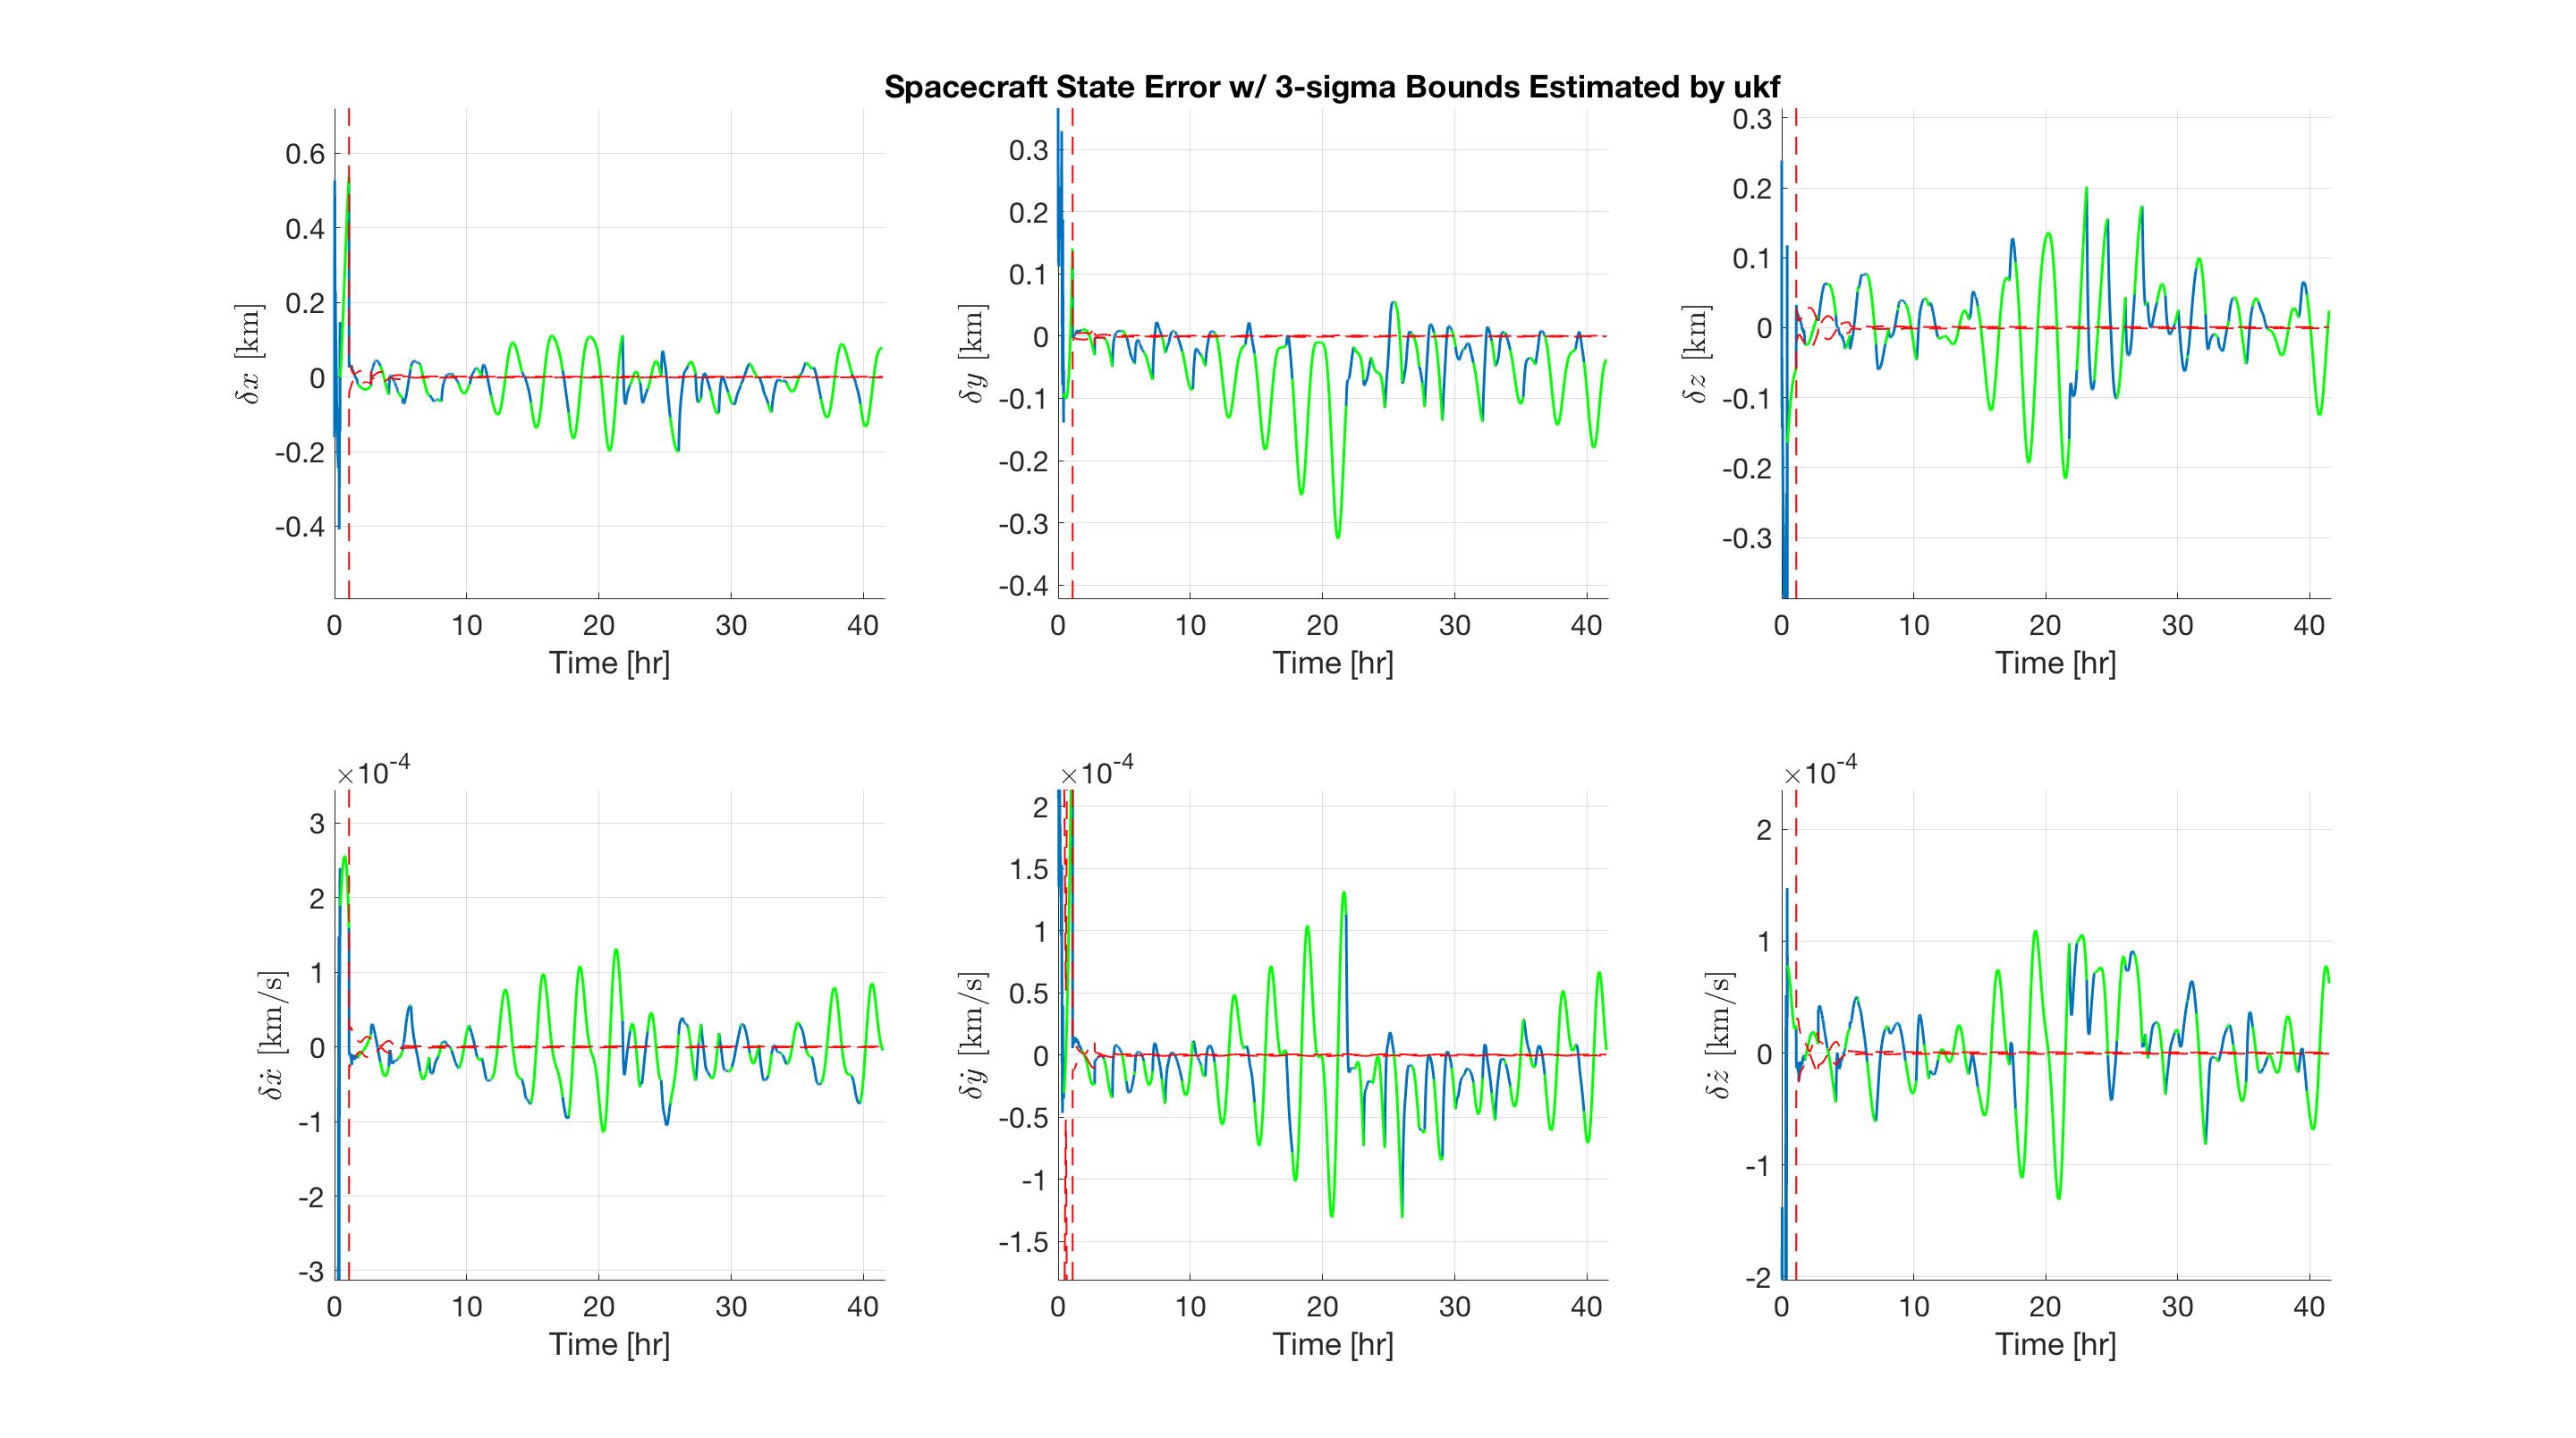 Spacecraft State Error w/ 3-sigma Bounds Estimated by ukf
0.6
0.4
0.2
0
-0.2
-0.4
δx [km]
0 10 20 30 40
Time [hr]
0.3
0.2
0.1
0
-0.1
-0.2
-0.3
-0.4
δy [km]
0 10 20 30 40
Time [hr]
0.3
0.2
0.1
0
-0.1
-0.2
-0.3
δz [km]
0 10 20 30 40
Time [hr]
×10⁻⁴
3
2
1
0
-1
-2
-3
δẋ [km/s]
0 10 20 30 40
Time [hr]
×10⁻⁴
2
1.5
1
0.5
0
-0.5
-1
-1.5
δẏ [km/s]
0 10 20 30 40
Time [hr]
×10⁻⁴
2
1
0
-1
-2
δż [km/s]
0 10 20 30 40
Time [hr]